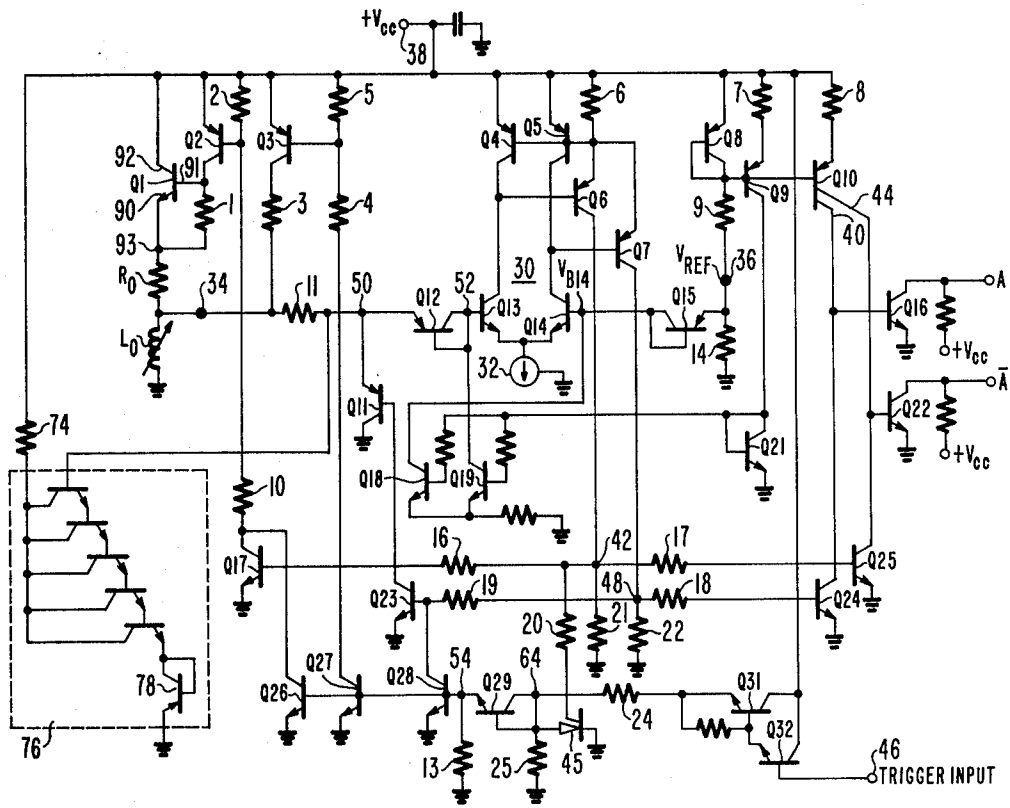 +Vcc
38
2
5
6
7
8
92
Q2
Q3
Q4
Q5
Q8
91
Q1
Q9
Q10
90
1
3
4
Q6
9
44
40
93
Q7
R0
34
11
50
52
30
VB14
VREF
36
Q12
Q13
Q14
Q15
Q16
A
+Vcc
L0
32
14
Q11
Ā
Q22
+Vcc
74
Q18
Q19
Q21
10
16
42
17
Q17
Q25
19
48
18
Q23
Q24
20
21
22
78
Q27
Q28
54
64
Q26
Q29
24
Q31
Q32
76
13
25
45
46
TRIGGER INPUT